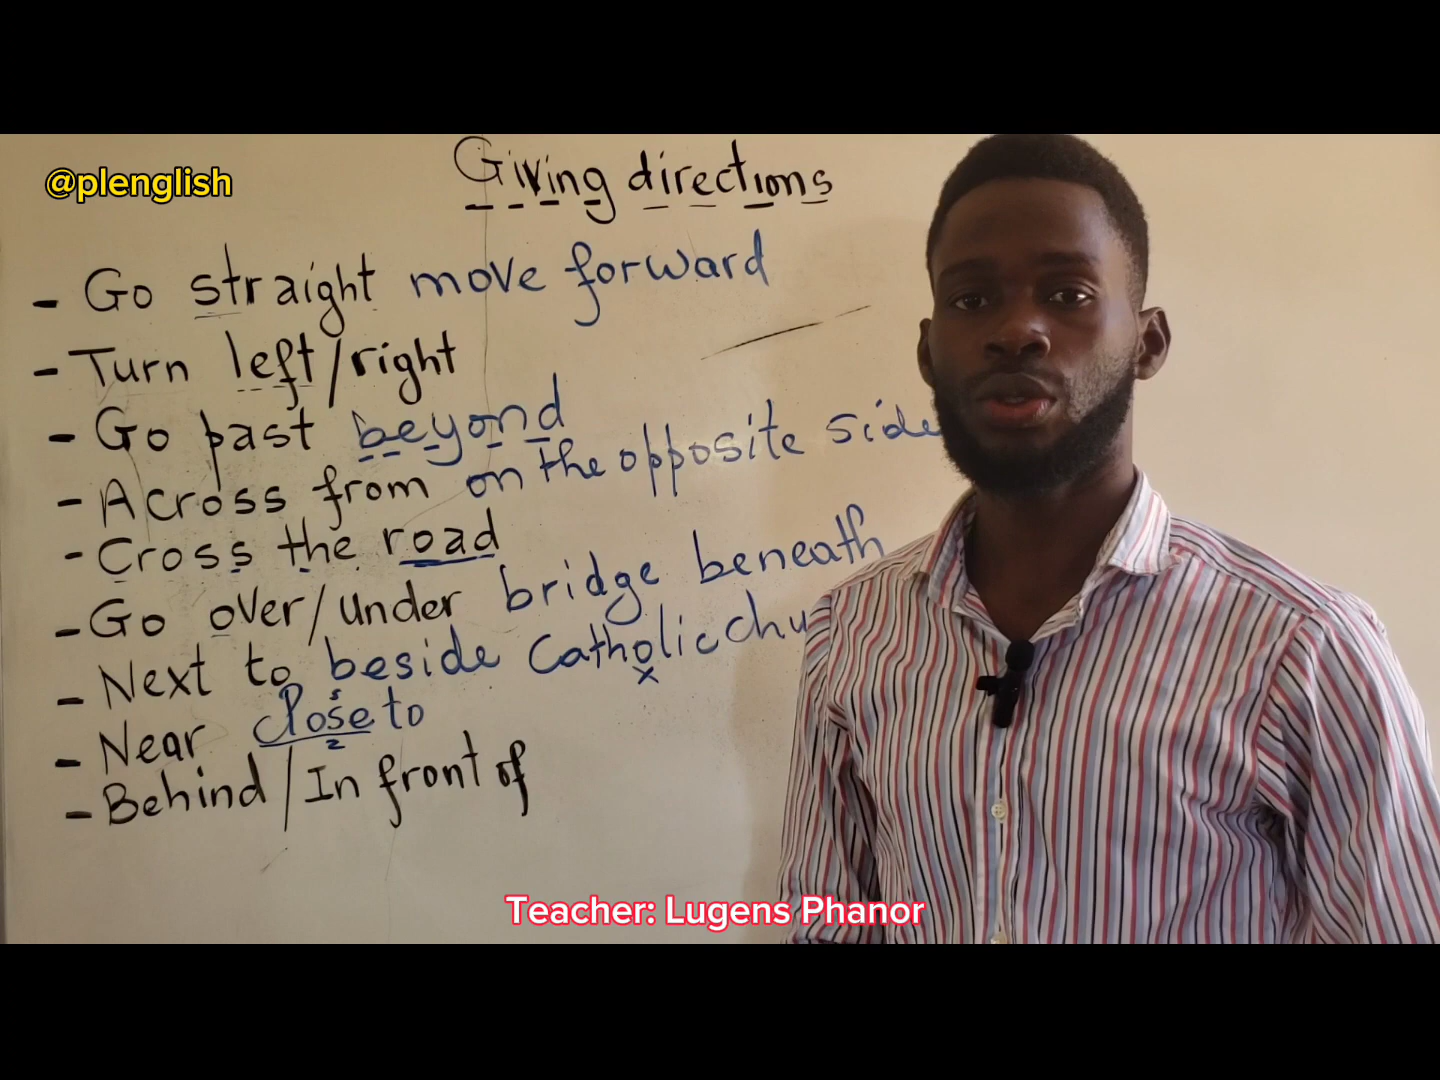 @plenglish
Giving directions
- Go straight move forward
- Turn left/right
- Go past beyond
- Across from on the opposite side
- Cross the road
- Go over/under bridge beneath
- Next to beside Catholic chu
x
s
- Near close to
z
- Behind/In front of
Teacher: Lugens Phanor